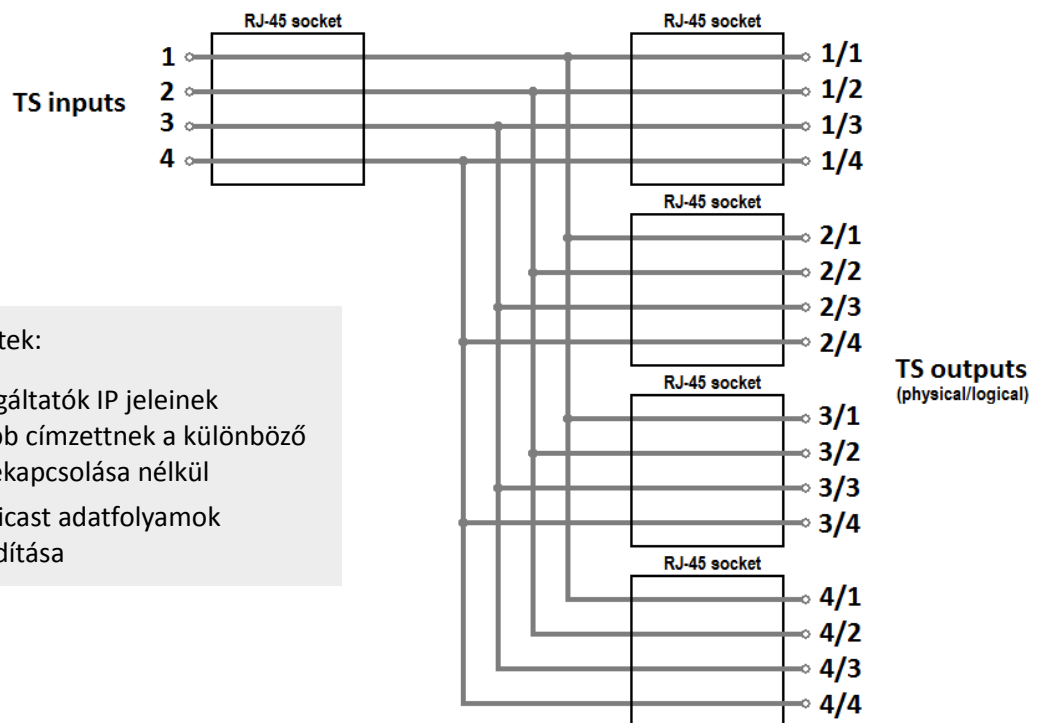 RJ-45 socket
RJ-45 socket
TS inputs
1
2
3
4
1/1
1/2
1/3
1/4
RJ-45 socket
2/1
2/2
2/3
2/4
RJ-45 socket
3/1
3/2
3/3
3/4
RJ-45 socket
4/1
4/2
4/3
4/4
TS outputs
(physical/logical)
tek:
gáltatók IP jeleinek
bb címzettnek a különböző
ekapcsolása nélkül
icast adatfolyamok
dítása